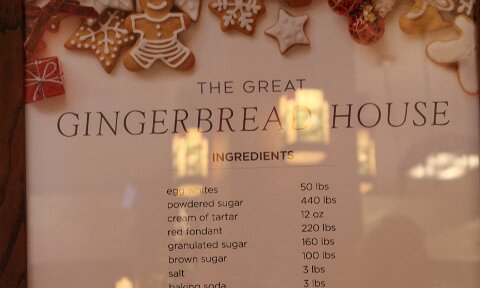 THE GREAT
GINGERBREAD HOUSE
INGREDIENTS
egg whites 50 lbs
powdered sugar 440 lbs
cream of tartar 12 oz
red fondant 220 lbs
granulated sugar 160 lbs
brown sugar 100 lbs
salt 3 lbs
baking soda 3 lbs